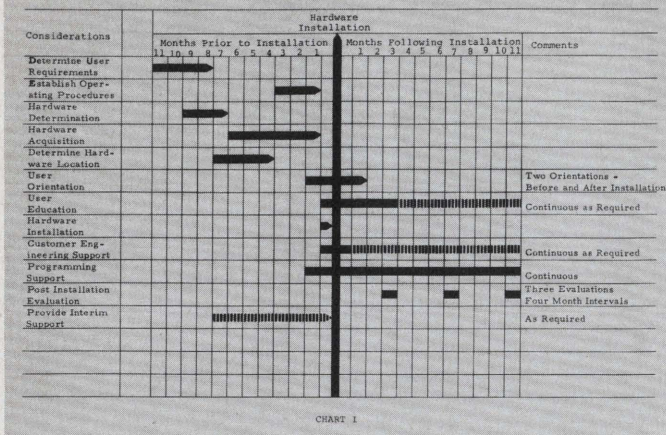 Hardware
Installation
Considerations
Months Prior to Installation
Months Following Installation
Comments
11 10 9 8 7 6 5 4 3 2 1
1 2 3 4 5 6 7 8 9 10 11
Determine User
Requirements
Establish Oper-
ating Procedures
Hardware
Determination
Hardware
Acquisition
Determine Hard-
ware Location
User
Orientation
Two Orientations -
Before and After Installation
User
Education
Continuous as Required
Hardware
Installation
Customer Eng-
ineering Support
Continuous as Required
Programming
Support
Continuous
Post Installation
Evaluation
Three Evaluations
Four Month Intervals
Provide Interim
Support
As Required
CHART I